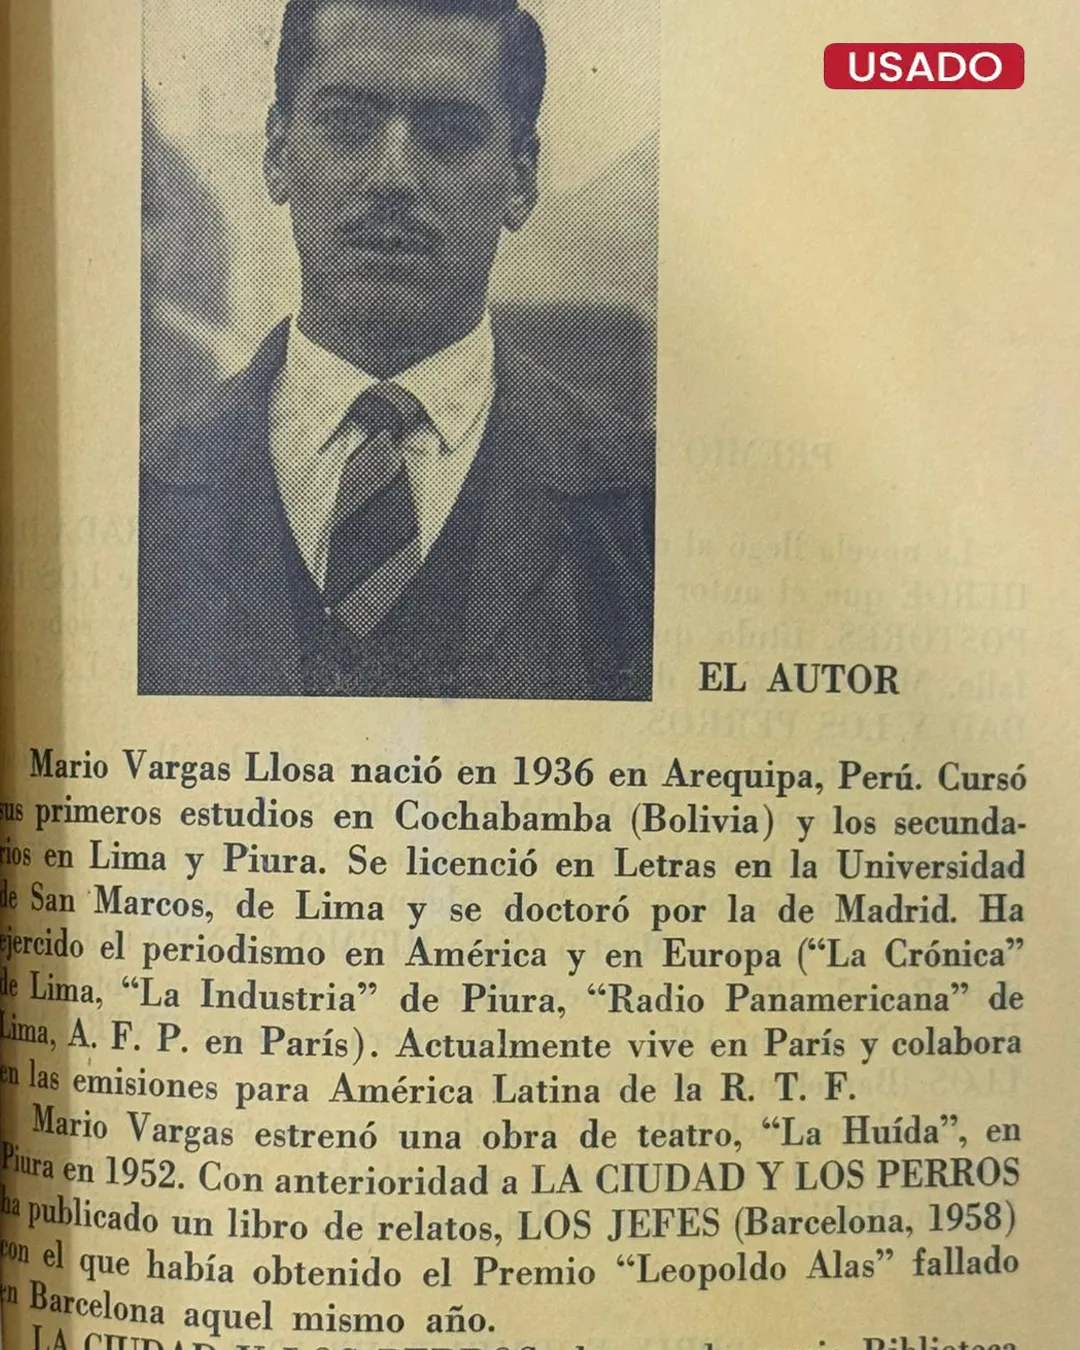 USADO
EL AUTOR
Mario Vargas Llosa nació en 1936 en Arequipa, Perú. Cursó
sus primeros estudios en Cochabamba (Bolivia) y los secunda-
rios en Lima y Piura. Se licenció en Letras en la Universidad
de San Marcos, de Lima y se doctoró por la de Madrid. Ha
ejercido el periodismo en América y en Europa (“La Crónica”
de Lima, “La Industria” de Piura, “Radio Panamericana” de
Lima, A. F. P. en París). Actualmente vive en París y colabora
en las emisiones para América Latina de la R. T. F.
Mario Vargas estrenó una obra de teatro, “La Huída”, en
Piura en 1952. Con anterioridad a LA CIUDAD Y LOS PERROS
ha publicado un libro de relatos, LOS JEFES (Barcelona, 1958)
con el que había obtenido el Premio “Leopoldo Alas” fallado
en Barcelona aquel mismo año.
LA CIUDAD Y LOS PERROS Biblioteca